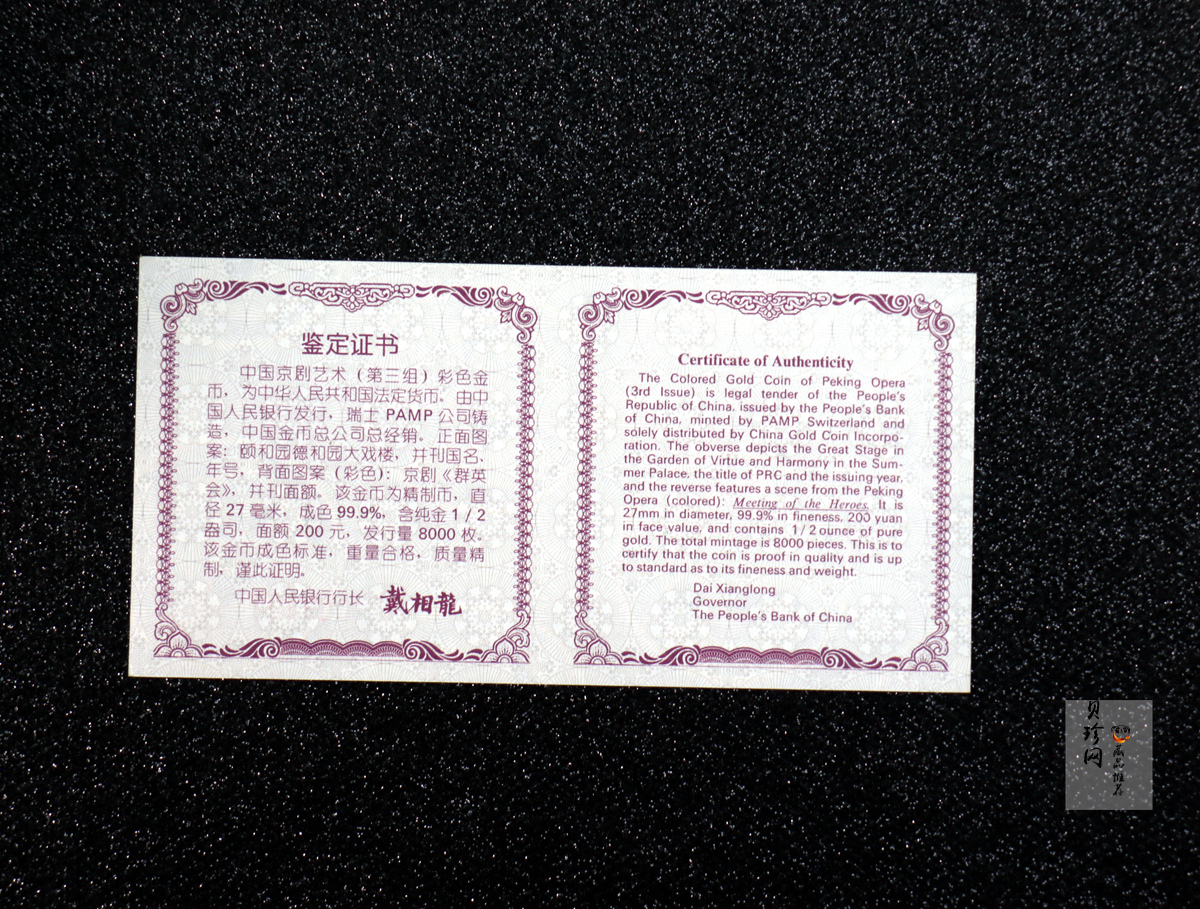 鉴定证书
中国京剧艺术（第三组）彩色金
币，为中华人民共和国法定货币。由中
国人民银行发行，瑞士 PAMP 公司铸
造，中国金币总公司总经销。正面图
案：颐和园德和园大戏楼，并刊国名、
年号，背面图案（彩色）：京剧《群英
会》，并刊面额。该金币为精制币，直
径 27 毫米，成色 99.9%，含纯金 1/2
盎司，面额 200 元，发行量 8000 枚。
该金币成色标准，重量合格，质量精
制，谨此证明。
中国人民银行行长 戴相龍
Certificate of Authenticity
The Colored Gold Coin of Peking Opera
(3rd Issue) is legal tender of the People's
Republic of China, issued by the People's Bank
of China, minted by PAMP Switzerland and
solely distributed by China Gold Coin Incorpo-
ration. The obverse depicts the Great Stage in
the Garden of Virtue and Harmony in the Sum-
mer Palace, the title of PRC and the issuing year,
and the reverse features a scene from the Peking
Opera (colored): Meeting of the Heroes. It is
27mm in diameter, 99.9% in fineness, 200 yuan
in face value, and contains 1/2 ounce of pure
gold. The total mintage is 8000 pieces. This is to
certify that the coin is proof in quality and is up
to standard as to its fineness and weight.
Dai Xianglong
Governor
The People's Bank of China
贝珍网
藏品推荐